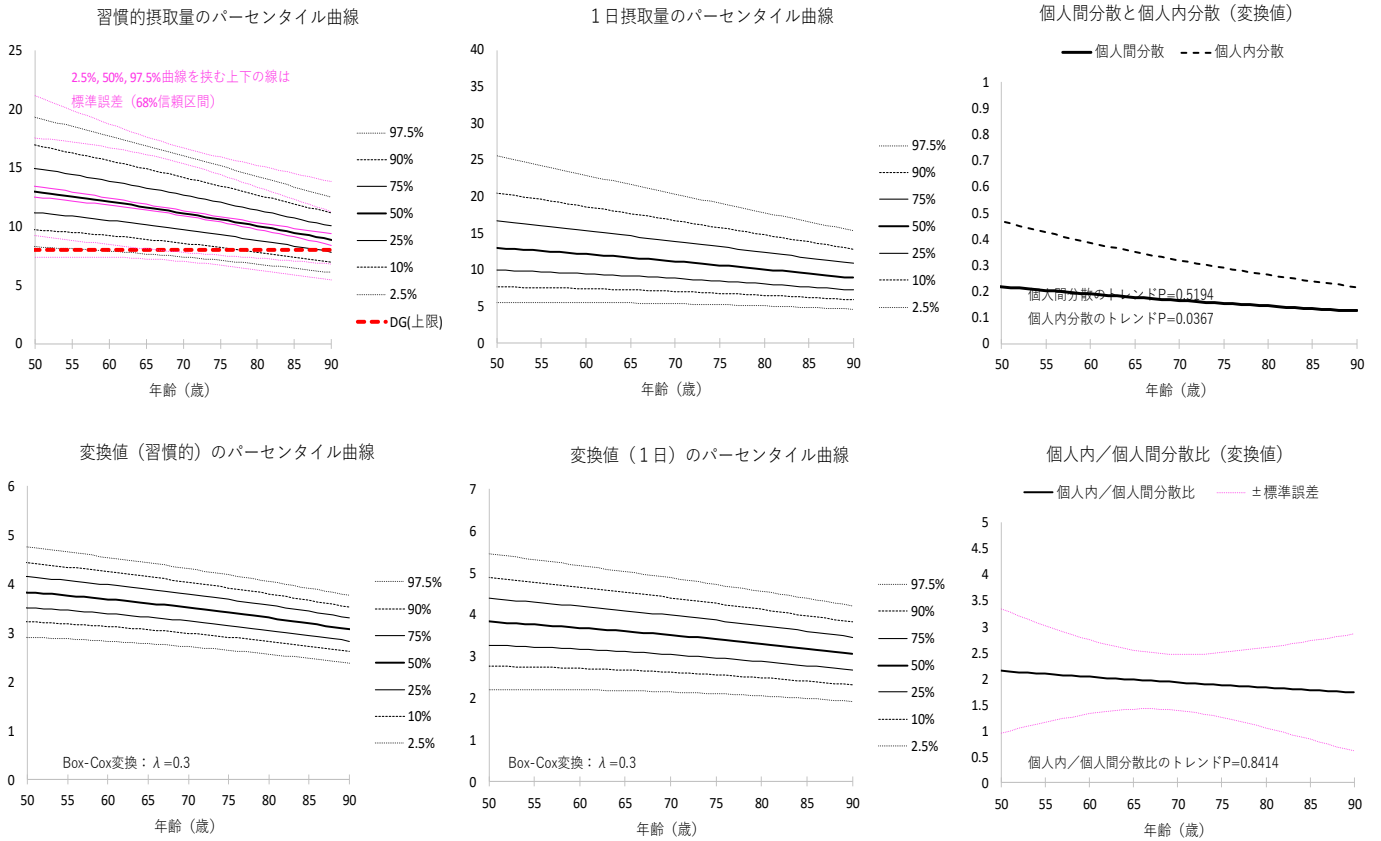 習慣的摂取量のパーセンタイル曲線
25
20
15
10
5
0
2.5%, 50%, 97.5%曲線を挟む上下の線は
標準誤差（68%信頼区間）
97.5%
90%
75%
50%
25%
10%
2.5%
DG(上限)
50 55 60 65 70 75 80 85 90
年齢（歳）
１日摂取量のパーセンタイル曲線
40
35
30
25
20
15
10
5
0
97.5%
90%
75%
50%
25%
10%
2.5%
50 55 60 65 70 75 80 85 90
年齢（歳）
個人間分散と個人内分散（変換値）
個人間分散 個人内分散
1
0.9
0.8
0.7
0.6
0.5
0.4
0.3
0.2
0.1
0
個人間分散のトレンドP=0.5194
個人内分散のトレンドP=0.0367
50 55 60 65 70 75 80 85 90
年齢（歳）
変換値（習慣的）のパーセンタイル曲線
6
5
4
3
2
1
0
97.5%
90%
75%
50%
25%
10%
2.5%
Box-Cox変換：λ=0.3
50 55 60 65 70 75 80 85 90
年齢（歳）
変換値（１日）のパーセンタイル曲線
7
6
5
4
3
2
1
0
97.5%
90%
75%
50%
25%
10%
2.5%
Box-Cox変換：λ=0.3
50 55 60 65 70 75 80 85 90
年齢（歳）
個人内／個人間分散比（変換値）
個人内／個人間分散比 ±標準誤差
5
4.5
4
3.5
3
2.5
2
1.5
1
0.5
0
個人内／個人間分散比のトレンドP=0.8414
50 55 60 65 70 75 80 85 90
年齢（歳）